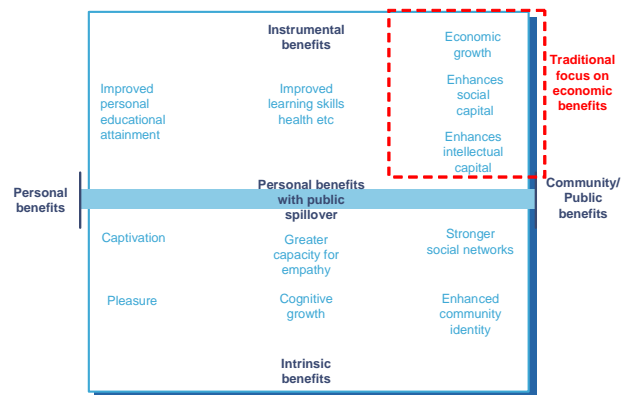 Instrumental
benefits
Economic
growth
Traditional
focus on
economic
benefits
Improved
personal
educational
attainment
Improved
learning skills
health etc
Enhances
social
capital
Enhances
intellectual
capital
Personal
benefits
Personal benefits
with public
spillover
Community/
Public
benefits
Captivation
Greater
capacity for
empathy
Stronger
social networks
Pleasure
Cognitive
growth
Enhanced
community
identity
Intrinsic
benefits